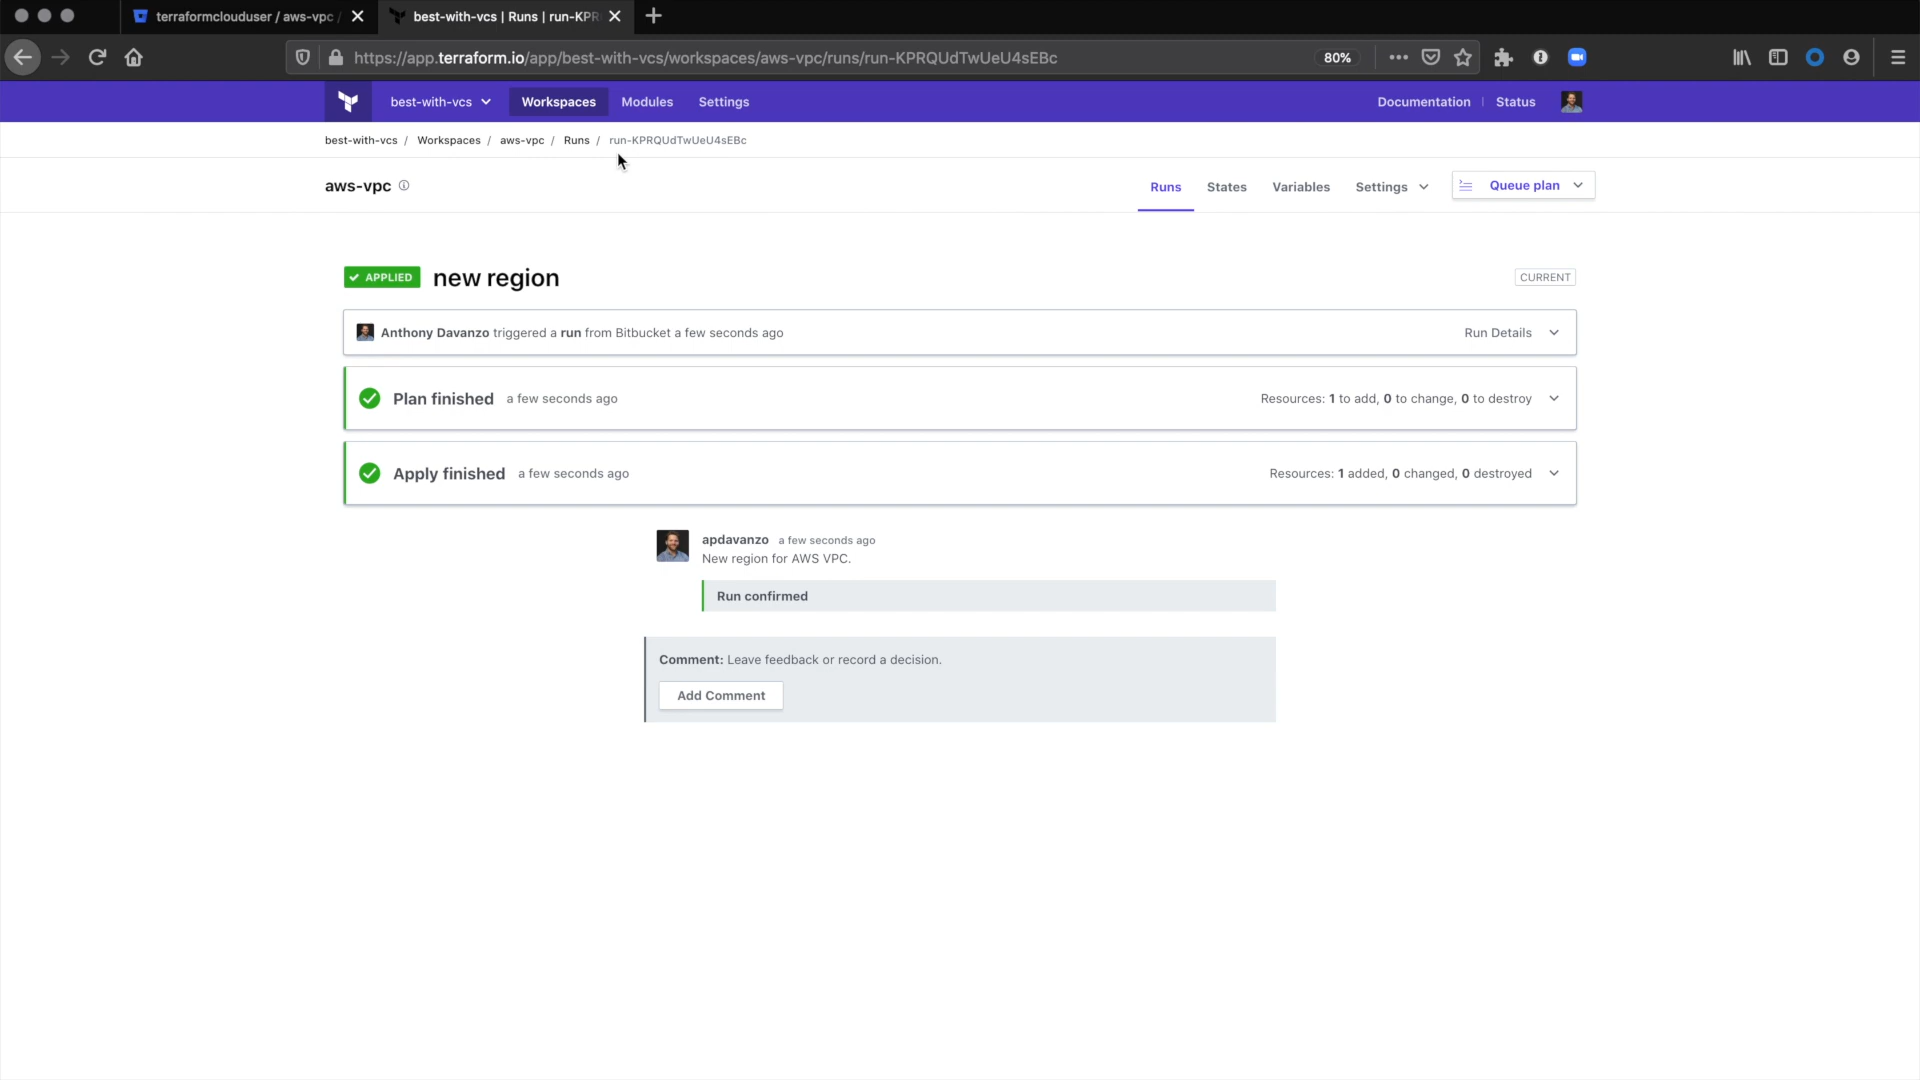 terraformclouduser / aws-vpc /
best-with-vcs | Runs | run-KPR
https://app.terraform.io/app/best-with-vcs/workspaces/aws-vpc/runs/run-KPRQUdTwUeU4sEBc
80%
best-with-vcs Workspaces Modules Settings Documentation | Status
best-with-vcs / Workspaces / aws-vpc / Runs / run-KPRQUdTwUeU4sEBc
aws-vpc Runs States Variables Settings Queue plan
APPLIED new region CURRENT
Anthony Davanzo triggered a run from Bitbucket a few seconds ago Run Details
Plan finished a few seconds ago Resources: 1 to add, 0 to change, 0 to destroy
Apply finished a few seconds ago Resources: 1 added, 0 changed, 0 destroyed
apdavanzo a few seconds ago
New region for AWS VPC.
Run confirmed
Comment: Leave feedback or record a decision.
Add Comment